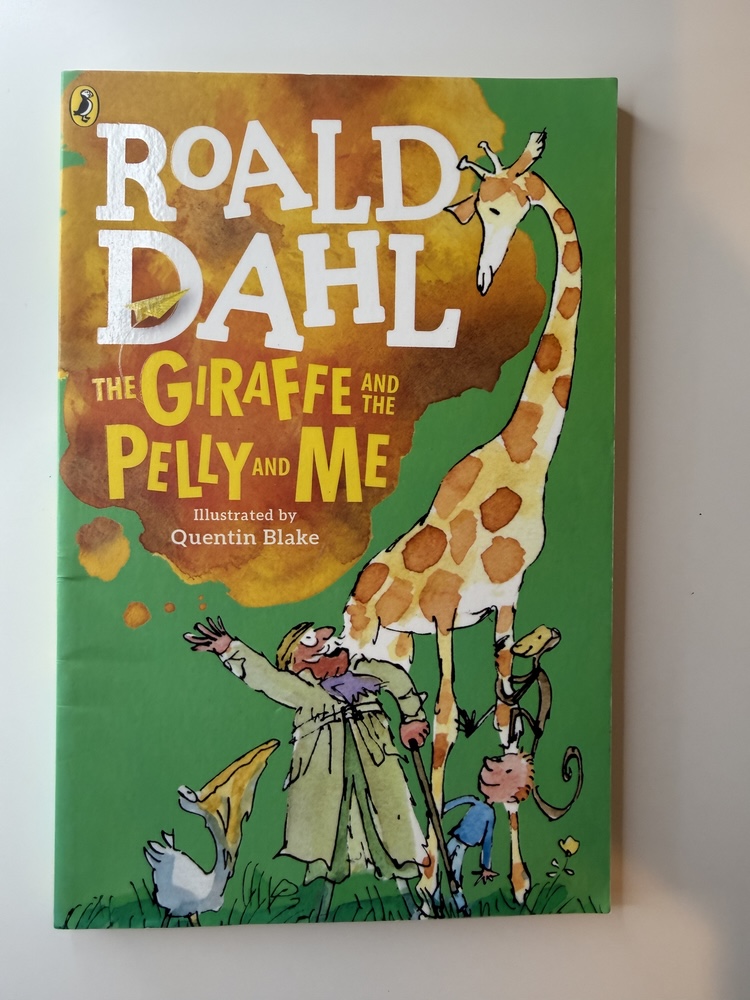 ROALD
DAHL
THE GIRAFFE AND THE
PELLY AND ME
Illustrated by
Quentin Blake